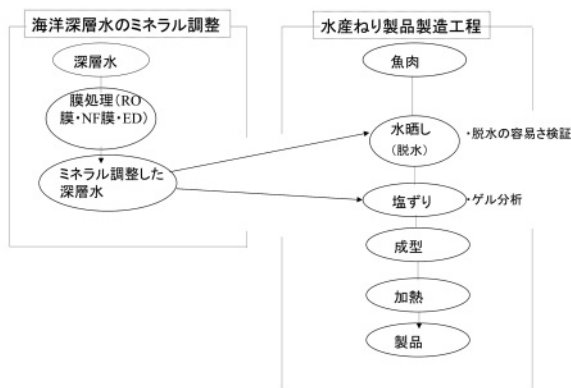 海洋深層水のミネラル調整
深層水
膜処理(RO
膜・NF膜・ED)
ミネラル調整した
深層水
水産ねり製品製造工程
魚肉
水晒し
(脱水)
・脱水の容易さ検証
塩ずり
・ゲル分析
成型
加熱
製品